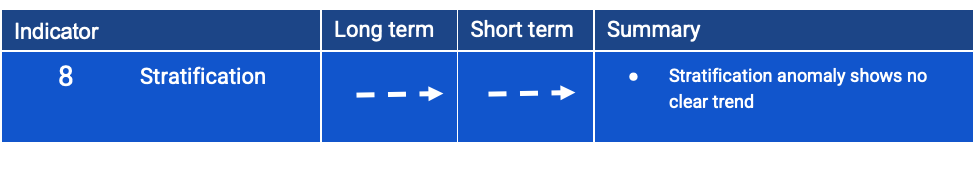 Indicator Long term Short term Summary
8 Stratification • Stratification anomaly shows no
clear trend